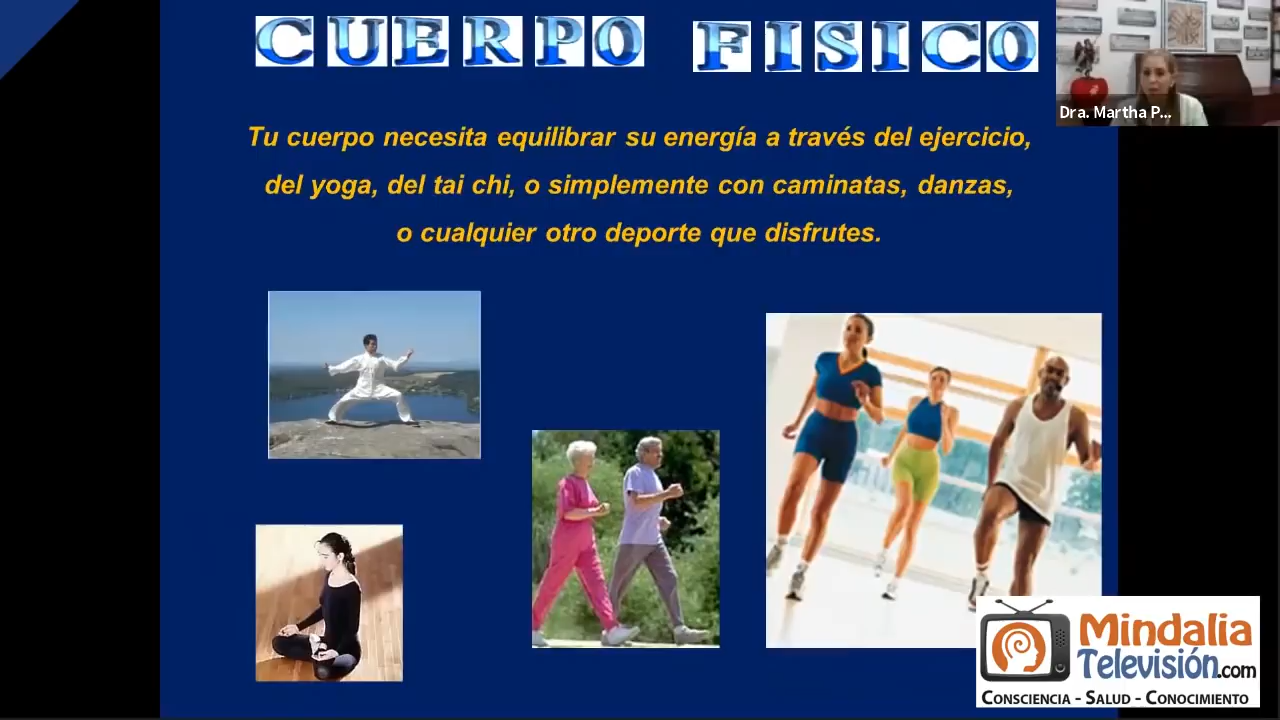 CUERPO FISICO
Dra. Martha P...
Tu cuerpo necesita equilibrar su energía a través del ejercicio,
del yoga, del tai chi, o simplemente con caminatas, danzas,
o cualquier otro deporte que disfrutes.
Mindalia
Televisión.com
CONSCIENCIA - SALUD - CONOCIMIENTO